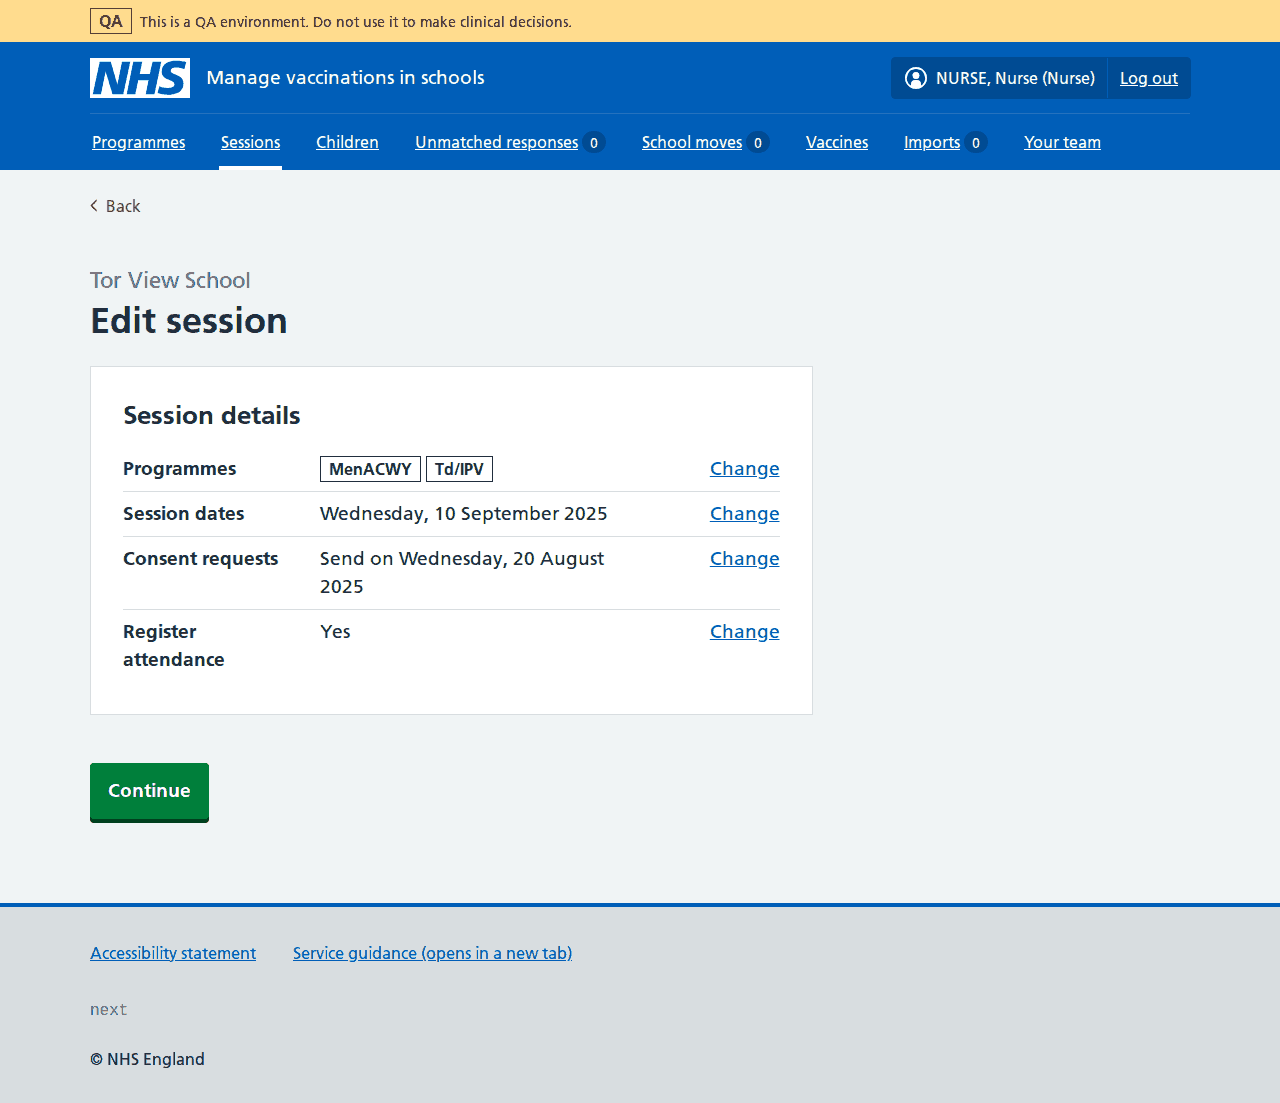 QA This is a QA environment. Do not use it to make clinical decisions.
NHS Manage vaccinations in schools NURSE, Nurse (Nurse) Log out
Programmes Sessions Children Unmatched responses 0 School moves 0 Vaccines Imports 0 Your team
Back
Tor View School
Edit session
Session details
Programmes MenACWY Td/IPV Change
Session dates Wednesday, 10 September 2025 Change
Consent requests Send on Wednesday, 20 August Change
2025
Register Yes Change
attendance
Continue
Accessibility statement Service guidance (opens in a new tab)
next
© NHS England